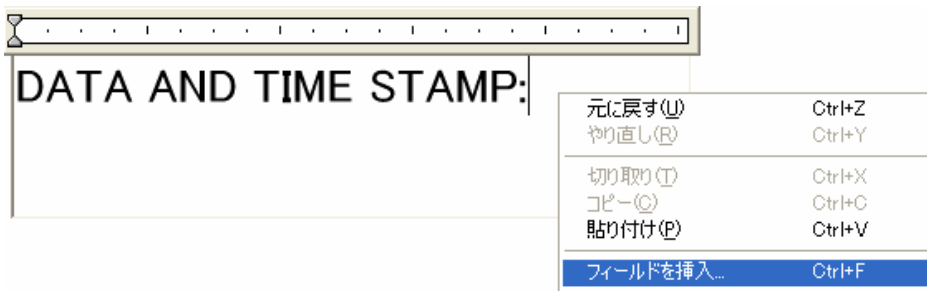 DATA AND TIME STAMP:
元に戻す(U) Ctrl+Z
やり直し(R) Ctrl+Y
切り取り(T) Ctrl+X
コピー(C) Ctrl+C
貼り付け(P) Ctrl+V
フィールドを挿入... Ctrl+F